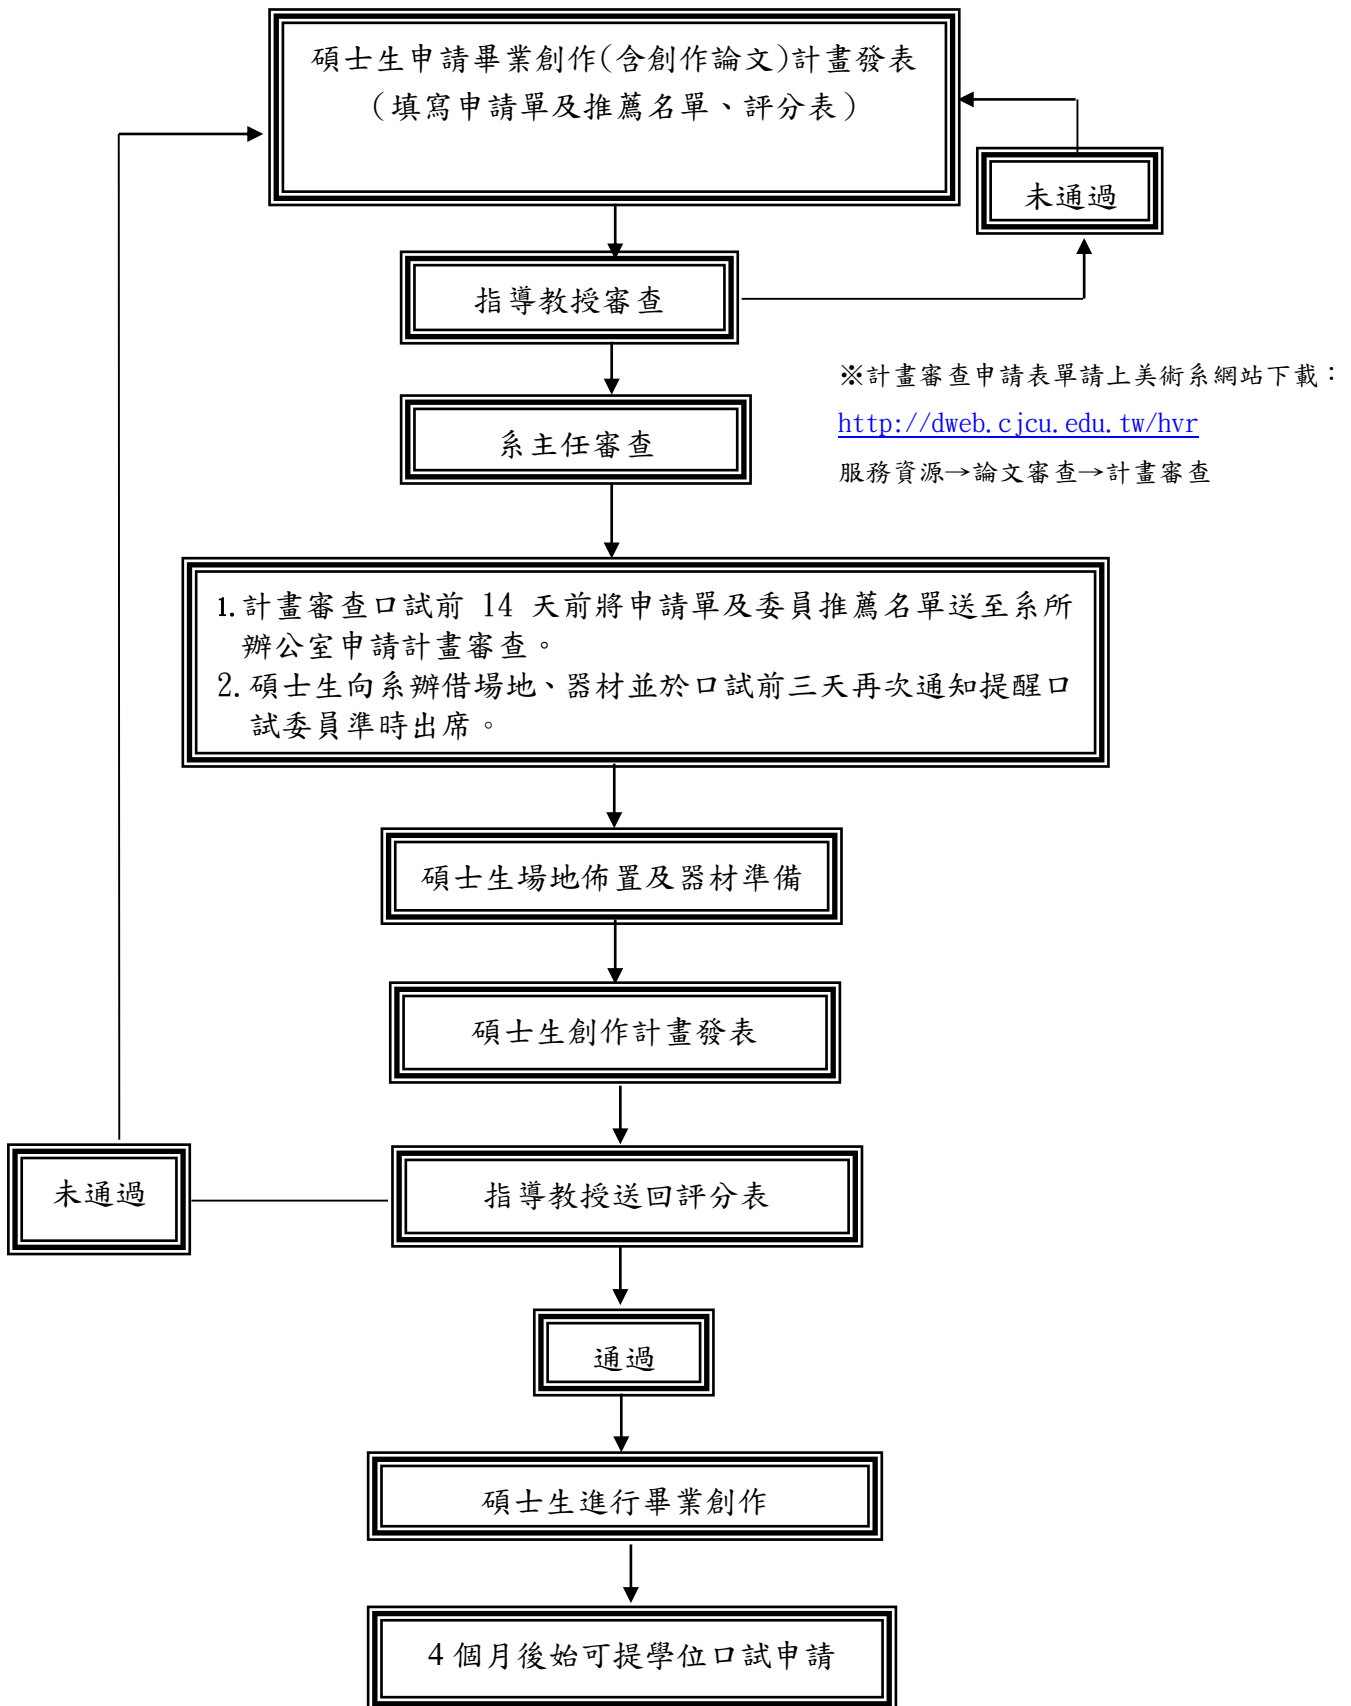 碩士生申請畢業創作(含創作論文)計畫發表
（填寫申請單及推薦名單、評分表）
未通過
指導教授審查
※計畫審查申請表單請上美術系網站下載：
http://dweb.cjcu.edu.tw/hvr
服務資源→論文審查→計畫審查
系主任審查
1.計畫審查口試前 14 天前將申請單及委員推薦名單送至系所
辦公室申請計畫審查。
2.碩士生向系辦借場地、器材並於口試前三天再次通知提醒口
試委員準時出席。
碩士生場地佈置及器材準備
碩士生創作計畫發表
未通過
指導教授送回評分表
通過
碩士生進行畢業創作
4 個月後始可提學位口試申請